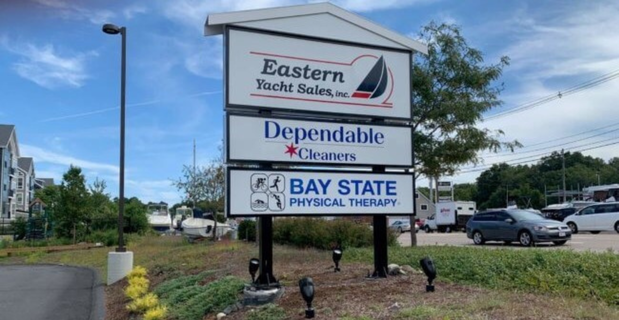 Eastern
Yacht Sales, inc.
Dependable
Cleaners
BAY STATE
PHYSICAL THERAPY